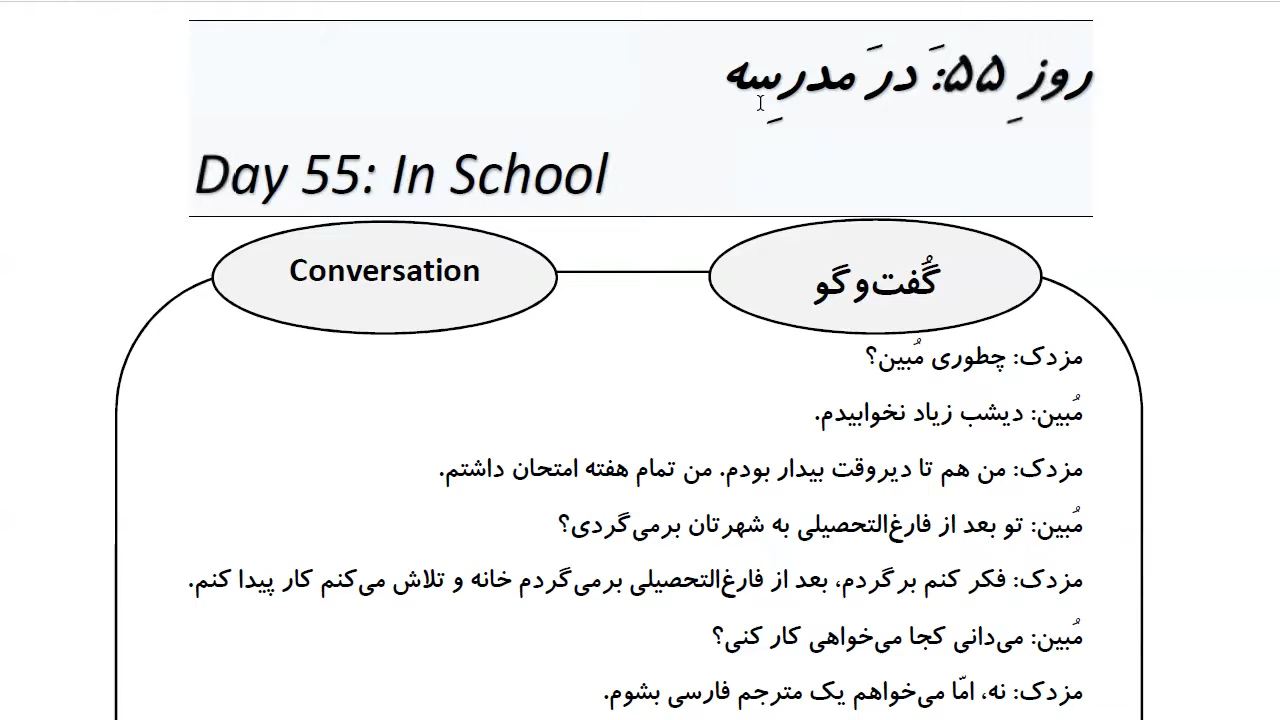 روزِ ۵۵: َدر َمدرِسه
Day 55: In School
Conversation
گُفت‌و‌گو
مزدک: چطوری مُبین؟
مُبین: دیشب زیاد نخوابیدم.
مزدک: من هم تا دیروقت بیدار بودم. من تمام هفته امتحان داشتم.
مُبین: تو بعد از فارغ‌التحصیلی به شهرتان برمی‌گردی؟
مزدک: فکر کنم برگردم، بعد از فارغ‌التحصیلی برمی‌گردم خانه و تلاش می‌کنم کار پیدا کنم.
مُبین: می‌دانی کجا می‌خواهی کار کنی؟
مزدک: نه، امّا می‌خواهم یک مترجم فارسی بشوم.